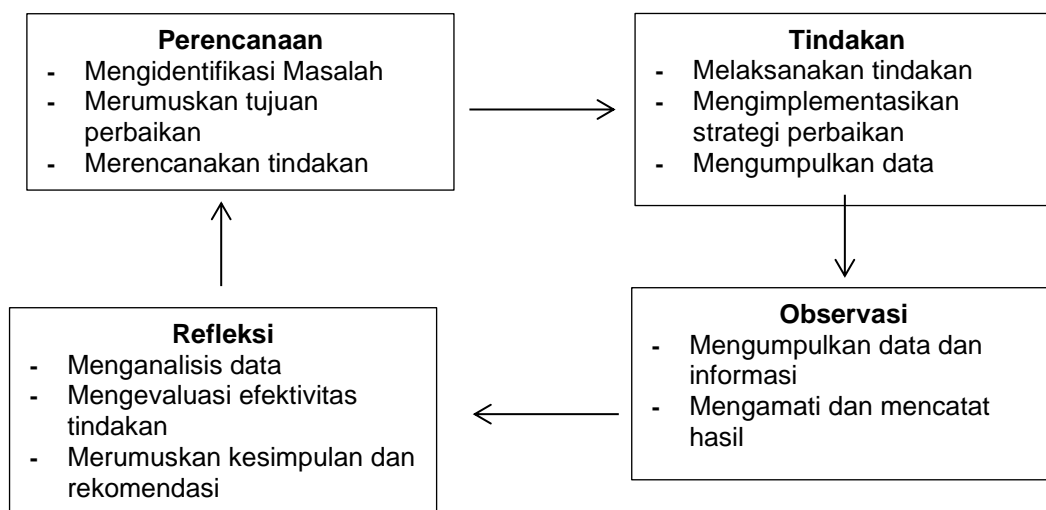 Perencanaan
- Mengidentifikasi Masalah
- Merumuskan tujuan
perbaikan
- Merencanakan tindakan
Tindakan
- Melaksanakan tindakan
- Mengimplementasikan
strategi perbaikan
- Mengumpulkan data
Observasi
- Mengumpulkan data dan
informasi
- Mengamati dan mencatat
hasil
Refleksi
- Menganalisis data
- Mengevaluasi efektivitas
tindakan
- Merumuskan kesimpulan dan
rekomendasi